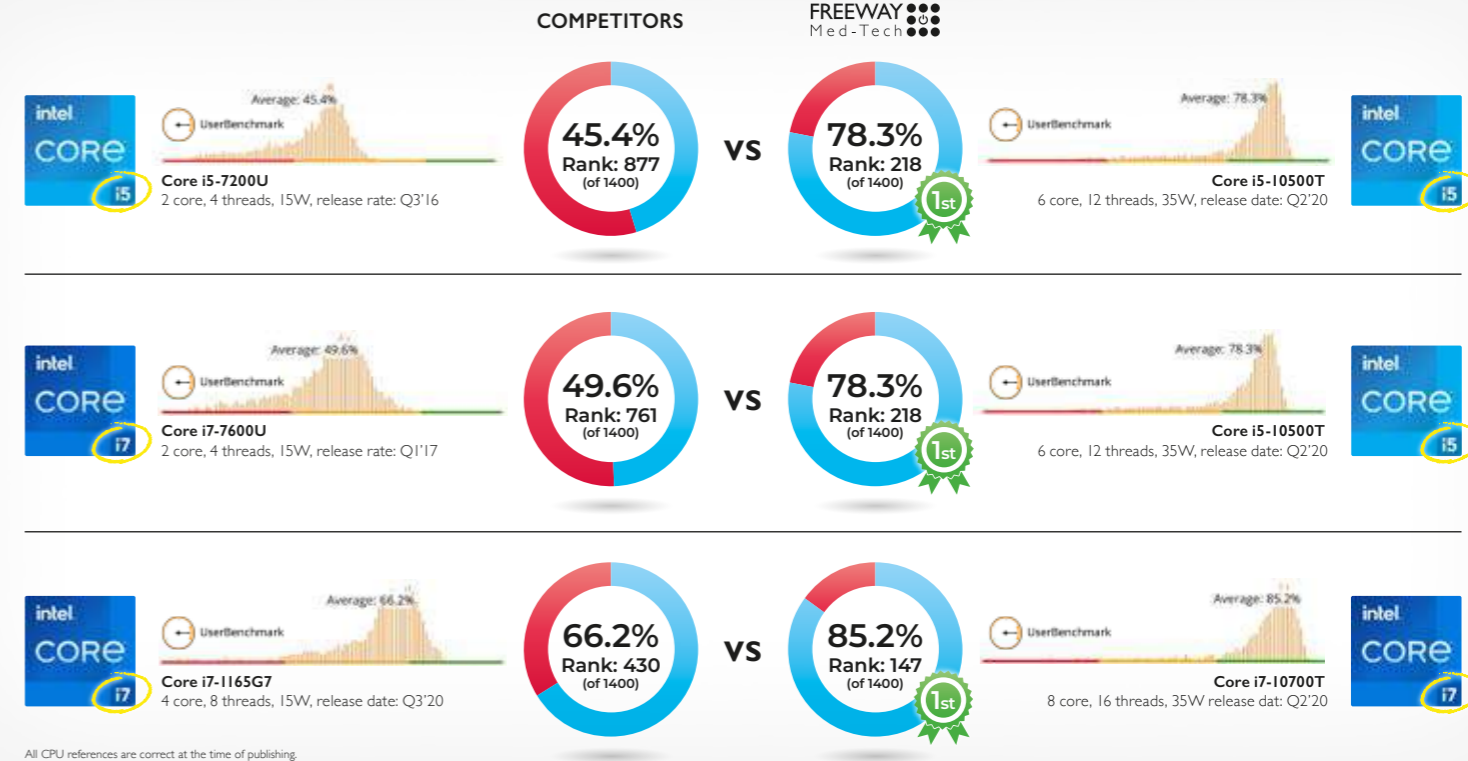 COMPETITORS
FREEWAY
Med-Tech
intel
CORE
i5
Average: 45.4%
UserBenchmark
Core i5-7200U
2 core, 4 threads, 15W, release rate: Q3'16
45.4%
Rank: 877
(of 1400)
VS
78.3%
Rank: 218
(of 1400)
1st
Average: 78.3%
UserBenchmark
Core i5-10500T
6 core, 12 threads, 35W, release date: Q2'20
intel
CORE
i5
intel
CORE
i7
Average: 49.6%
UserBenchmark
Core i7-7600U
2 core, 4 threads, 15W, release rate: Q1'17
49.6%
Rank: 761
(of 1400)
VS
78.3%
Rank: 218
(of 1400)
1st
Average: 78.3%
UserBenchmark
Core i5-10500T
6 core, 12 threads, 35W, release date: Q2'20
intel
CORE
i5
intel
CORE
i7
Average: 66.2%
UserBenchmark
Core i7-1165G7
4 core, 8 threads, 15W, release date: Q3'20
66.2%
Rank: 430
(of 1400)
VS
85.2%
Rank: 147
(of 1400)
1st
Average: 85.2%
UserBenchmark
Core i7-10700T
8 core, 16 threads, 35W release dat: Q2'20
intel
CORE
i7
All CPU references are correct at the time of publishing.